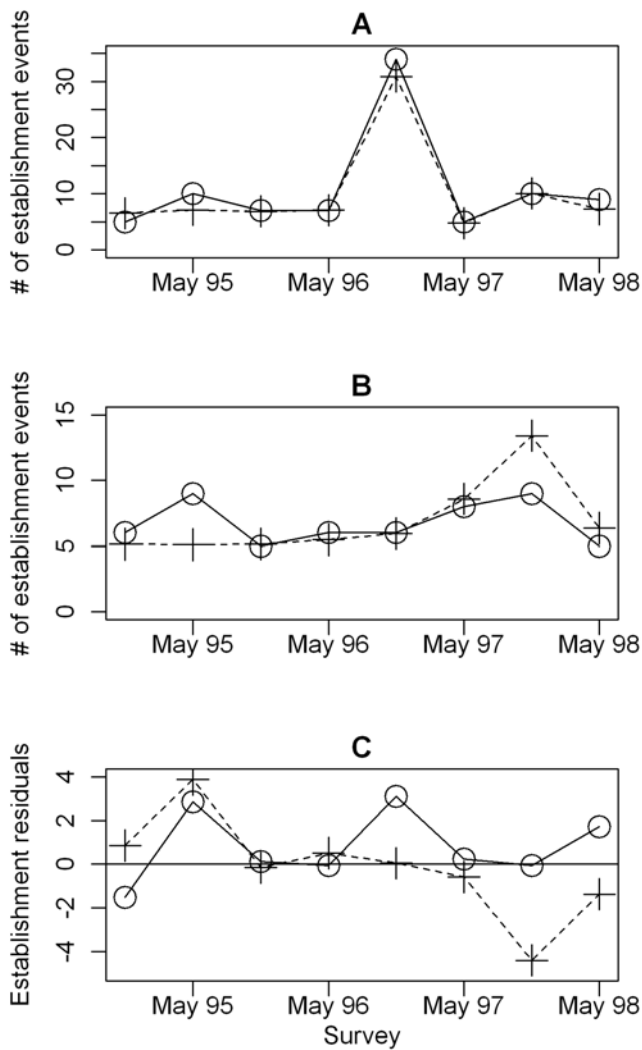 A
# of establishment events
0 10 20 30
May 95 May 96 May 97 May 98
B
# of establishment events
0 5 10 15
May 95 May 96 May 97 May 98
C
Establishment residuals
-4 -2 0 2 4
May 95 May 96 May 97 May 98
Survey